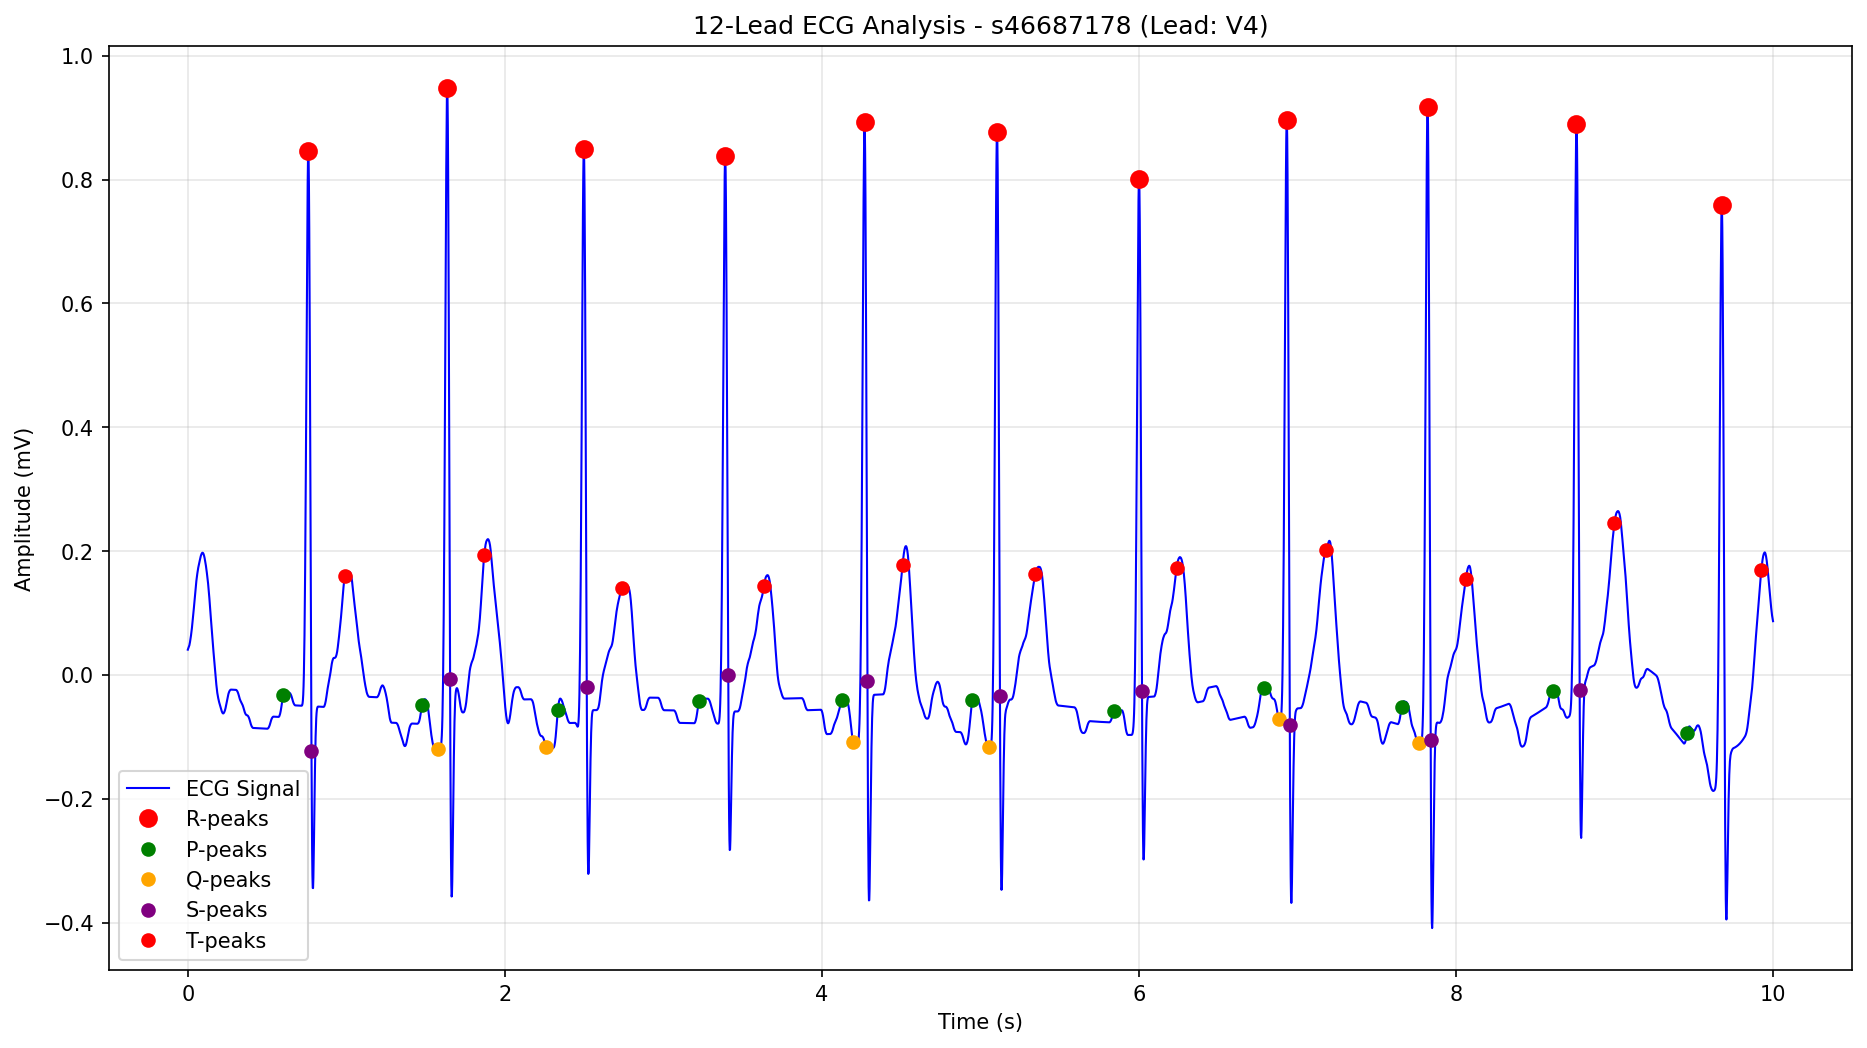 12-Lead ECG Analysis - s46687178 (Lead: V4)
1.0
0.8
0.6
0.4
0.2
0.0
−0.2
−0.4
Amplitude (mV)
ECG Signal
R-peaks
P-peaks
Q-peaks
S-peaks
T-peaks
0 2 4 6 8 10
Time (s)